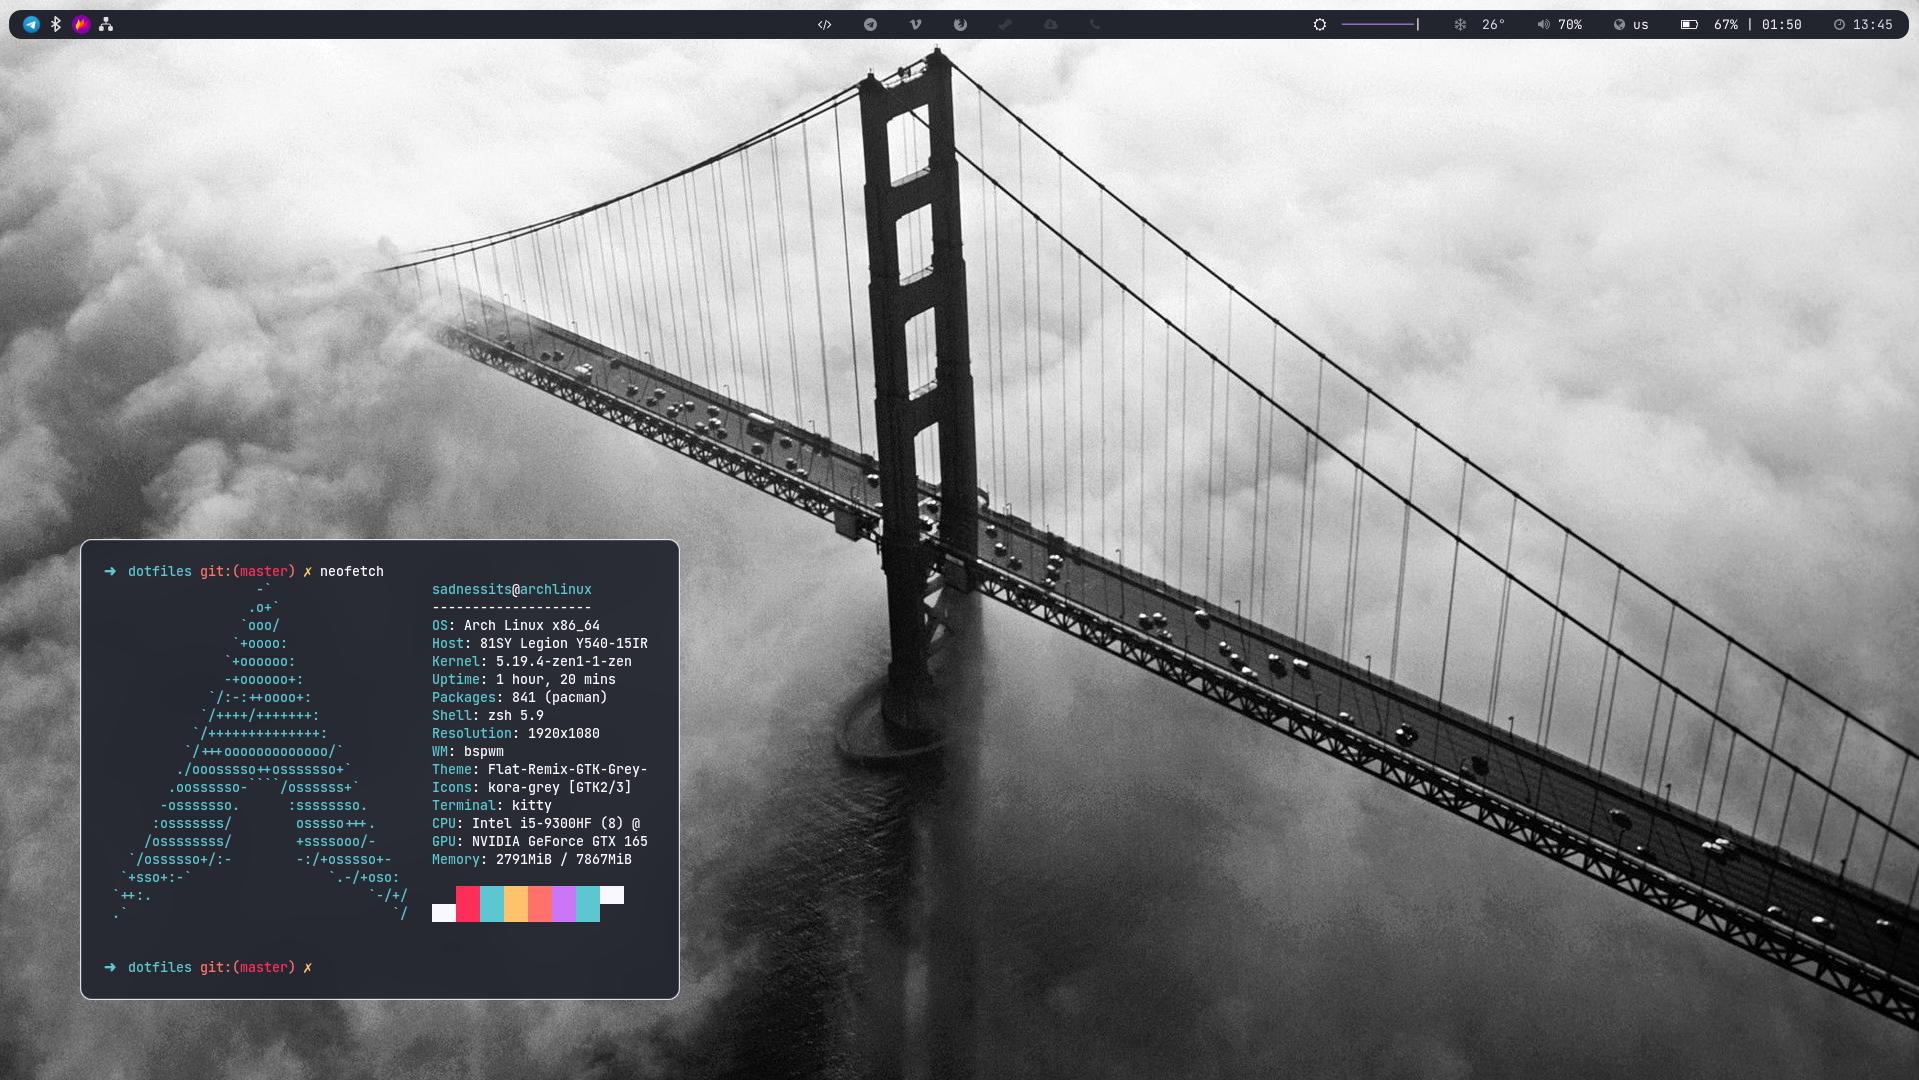 </> 26° 70% us 67% | 01:50 13:45
➜ dotfiles git:(master) ✗ neofetch
-`
.o+`
`ooo/
`+oooo:
`+oooooo:
-+oooooo+:
`/:-:++oooo+:
`/++++/+++++++:
`/++++++++++++++:
`/+++ooooooooooooo/`
./ooosssso++osssssso+`
.oossssso-````/ossssss+`
-osssssso. :ssssssso.
:osssssss/ osssso+++.
/ossssssss/ +ssssooo/-
`/ossssso+/:- -:/+osssso+-
`+sso+:-` `.-/+oso:
`++:. `-/+/
.` `/
sadnessits@archlinux
--------------------
OS: Arch Linux x86_64
Host: 81SY Legion Y540-15IR
Kernel: 5.19.4-zen1-1-zen
Uptime: 1 hour, 20 mins
Packages: 841 (pacman)
Shell: zsh 5.9
Resolution: 1920x1080
WM: bspwm
Theme: Flat-Remix-GTK-Grey-
Icons: kora-grey [GTK2/3]
Terminal: kitty
CPU: Intel i5-9300HF (8) @
GPU: NVIDIA GeForce GTX 165
Memory: 2791MiB / 7867MiB
➜ dotfiles git:(master) ✗